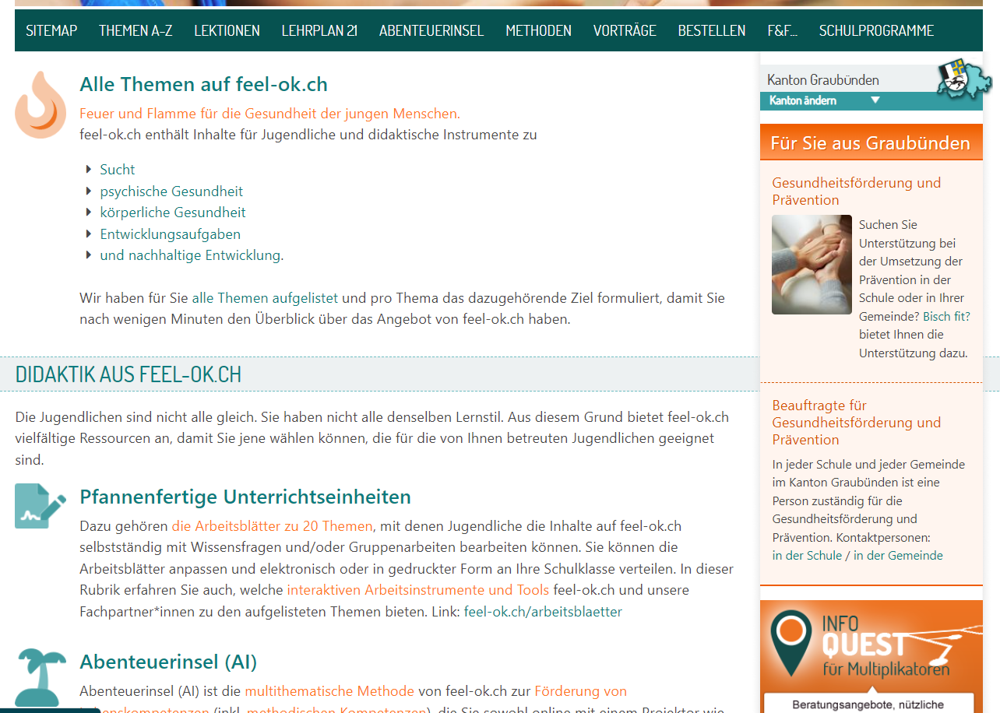 SITEMAP THEMEN A-Z LEKTIONEN LEHRPLAN 21 ABENTEUERINSEL METHODEN VORTRÄGE BESTELLEN F&F... SCHULPROGRAMME
Alle Themen auf feel-ok.ch
Feuer und Flamme für die Gesundheit der jungen Menschen.
feel-ok.ch enthält Inhalte für Jugendliche und didaktische Instrumente zu
Sucht
psychische Gesundheit
körperliche Gesundheit
Entwicklungsaufgaben
und nachhaltige Entwicklung.
Wir haben für Sie alle Themen aufgelistet und pro Thema das dazugehörende Ziel formuliert, damit Sie
nach wenigen Minuten den Überblick über das Angebot von feel-ok.ch haben.
DIDAKTIK AUS FEEL-OK.CH
Die Jugendlichen sind nicht alle gleich. Sie haben nicht alle denselben Lernstil. Aus diesem Grund bietet feel-ok.ch
vielfältige Ressourcen an, damit Sie jene wählen können, die für die von Ihnen betreuten Jugendlichen geeignet
sind.
Pfannenfertige Unterrichtseinheiten
Dazu gehören die Arbeitsblätter zu 20 Themen, mit denen Jugendliche die Inhalte auf feel-ok.ch
selbstständig mit Wissensfragen und/oder Gruppenarbeiten bearbeiten können. Sie können die
Arbeitsblätter anpassen und elektronisch oder in gedruckter Form an Ihre Schulklasse verteilen. In dieser
Rubrik erfahren Sie auch, welche interaktiven Arbeitsinstrumente und Tools feel-ok.ch und unsere
Fachpartner*innen zu den aufgelisteten Themen bieten. Link: feel-ok.ch/arbeitsblaetter
Abenteuerinsel (AI)
Abenteuerinsel (AI) ist die multithematische Methode von feel-ok.ch zur Förderung von
(inkl. methodischen Kompetenzen), die Sie sowohl online mit einem Projektor wie
Kanton Graubünden
Kanton ändern
Für Sie aus Graubünden
Gesundheitsförderung und
Prävention
Suchen Sie
Unterstützung bei
der Umsetzung der
Prävention in der
Schule oder in Ihrer
Gemeinde? Bisch fit?
bietet Ihnen die
Unterstützung dazu.
Beauftragte für
Gesundheitsförderung und
Prävention
In jeder Schule und jeder Gemeinde
im Kanton Graubünden ist eine
Person zuständig für die
Gesundheitsförderung und
Prävention. Kontaktpersonen:
in der Schule / in der Gemeinde
INFO
QUEST
für Multiplikatoren
Beratungsangebote, nützliche